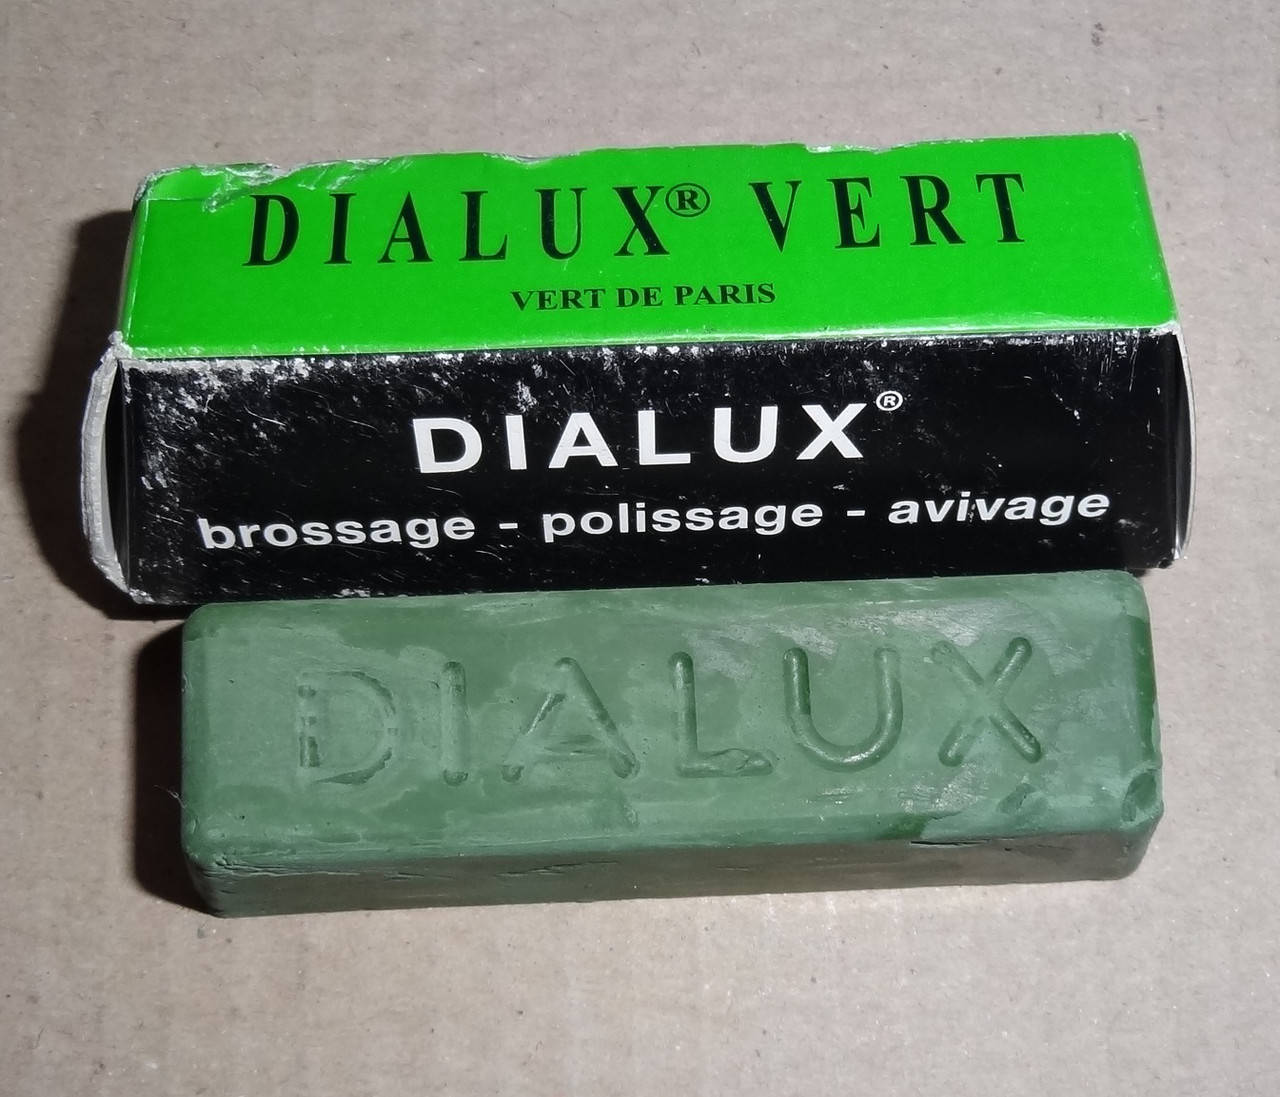 DIALUX® VERT
VERT DE PARIS
DIALUX®
brossage - polissage - avivage
DIALUX